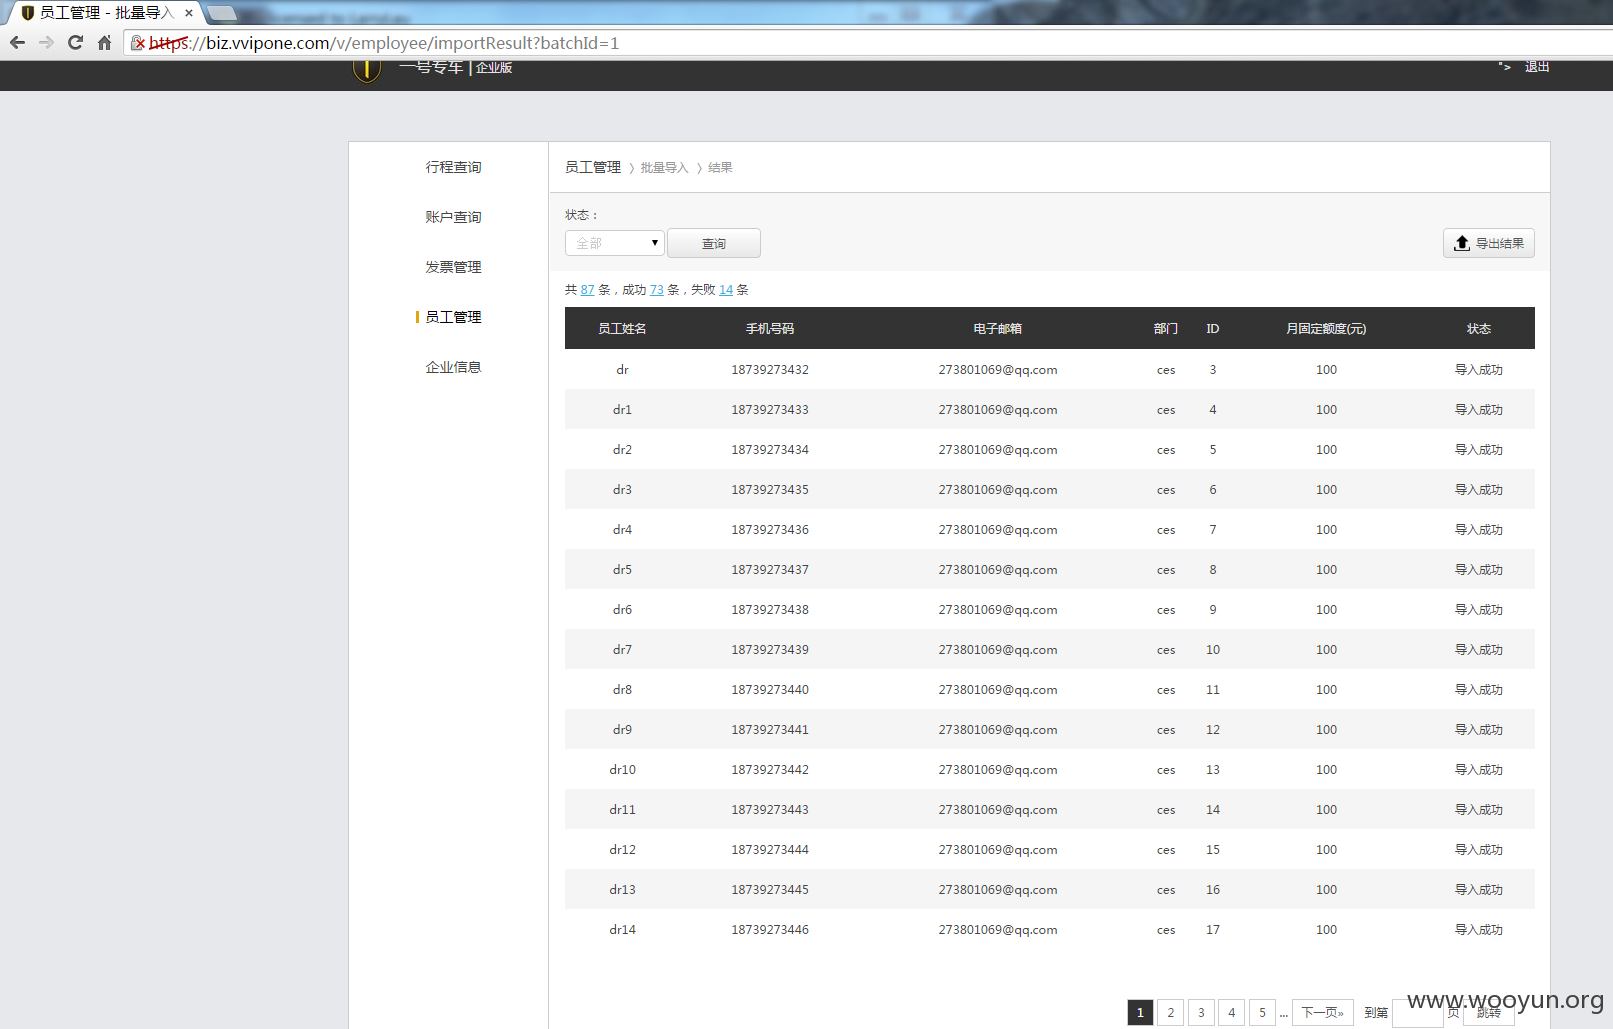 员工管理 - 批量导入
https://biz.vvipone.com/v/employee/importResult?batchId=1
一号专车 | 企业版 "> 退出
行程查询
账户查询
发票管理
员工管理
企业信息
员工管理 > 批量导入 > 结果
状态：
全部 查询 导出结果
共 87 条，成功 73 条，失败 14 条
员工姓名 手机号码 电子邮箱 部门 ID 月固定额度(元) 状态
dr 18739273432 273801069@qq.com ces 3 100 导入成功
dr1 18739273433 273801069@qq.com ces 4 100 导入成功
dr2 18739273434 273801069@qq.com ces 5 100 导入成功
dr3 18739273435 273801069@qq.com ces 6 100 导入成功
dr4 18739273436 273801069@qq.com ces 7 100 导入成功
dr5 18739273437 273801069@qq.com ces 8 100 导入成功
dr6 18739273438 273801069@qq.com ces 9 100 导入成功
dr7 18739273439 273801069@qq.com ces 10 100 导入成功
dr8 18739273440 273801069@qq.com ces 11 100 导入成功
dr9 18739273441 273801069@qq.com ces 12 100 导入成功
dr10 18739273442 273801069@qq.com ces 13 100 导入成功
dr11 18739273443 273801069@qq.com ces 14 100 导入成功
dr12 18739273444 273801069@qq.com ces 15 100 导入成功
dr13 18739273445 273801069@qq.com ces 16 100 导入成功
dr14 18739273446 273801069@qq.com ces 17 100 导入成功
1 2 3 4 5 ... 下一页» 到第 页 跳转
www.wooyun.org